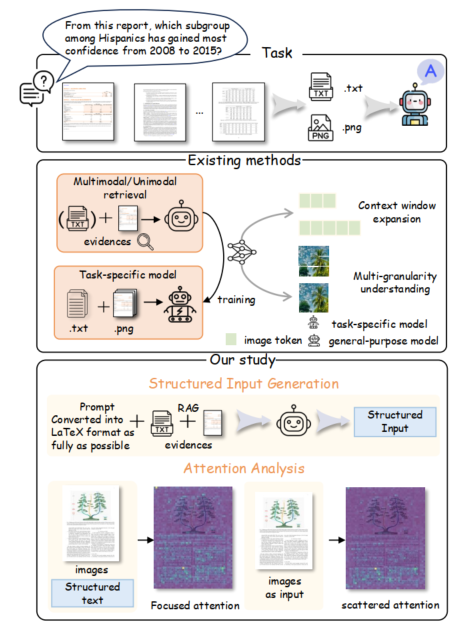 From this report, which subgroup
among Hispanics has gained most
confidence from 2008 to 2015?
Task
?
...
TXT
.txt
PNG
.png
A
Existing methods
Multimodal/Unimodal
retrieval
( TXT ) +
evidences
Task-specific model
+
.txt
.png
training
Context window
expansion
Multi-granularity
understanding
task-specific model
image token
general-purpose model
Our study
Structured Input Generation
Prompt
Converted into
LaTeX format as
fully as possible
+
RAG
TXT
+
evidences
Structured
Input
Attention Analysis
images
Structured
text
Focused attention
images
as input
scattered attention